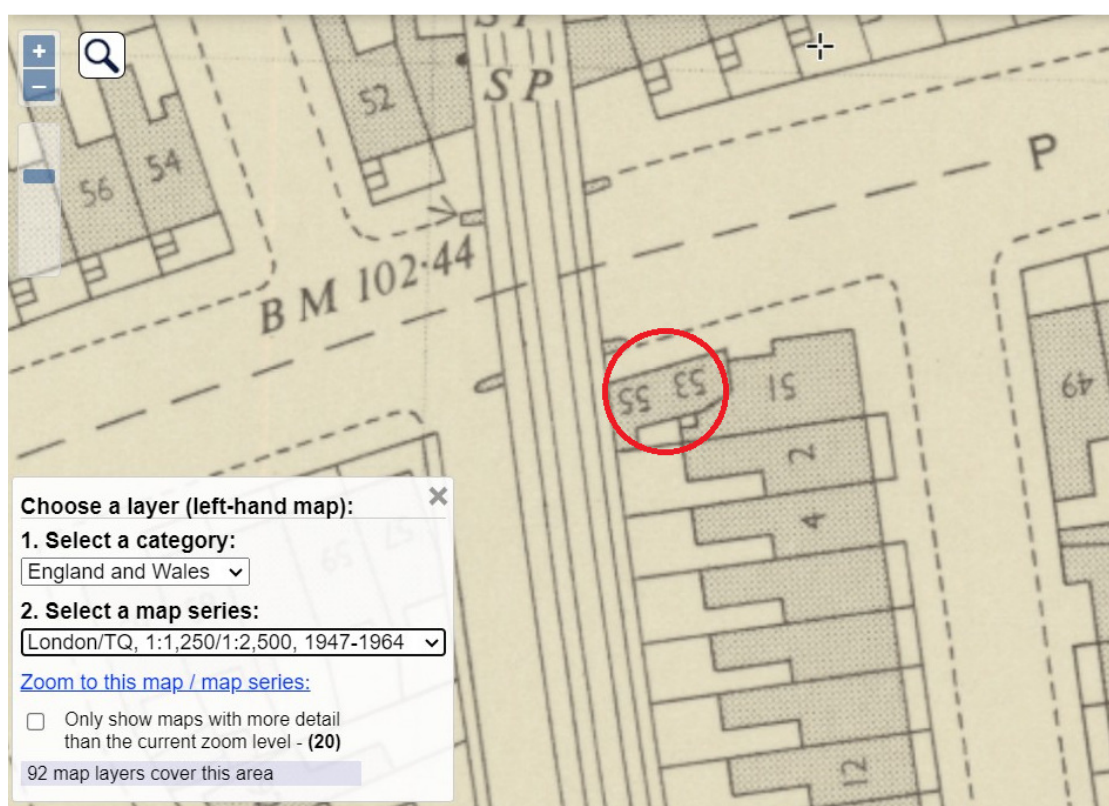 +
−
S P
S P
P
52
54
56
B M 102·44
55 53 51
49
2
4
12
Choose a layer (left-hand map): ×
1. Select a category:
England and Wales
2. Select a map series:
London/TQ, 1:1,250/1:2,500, 1947-1964
Zoom to this map / map series:
Only show maps with more detail
than the current zoom level - (20)
92 map layers cover this area
59 57